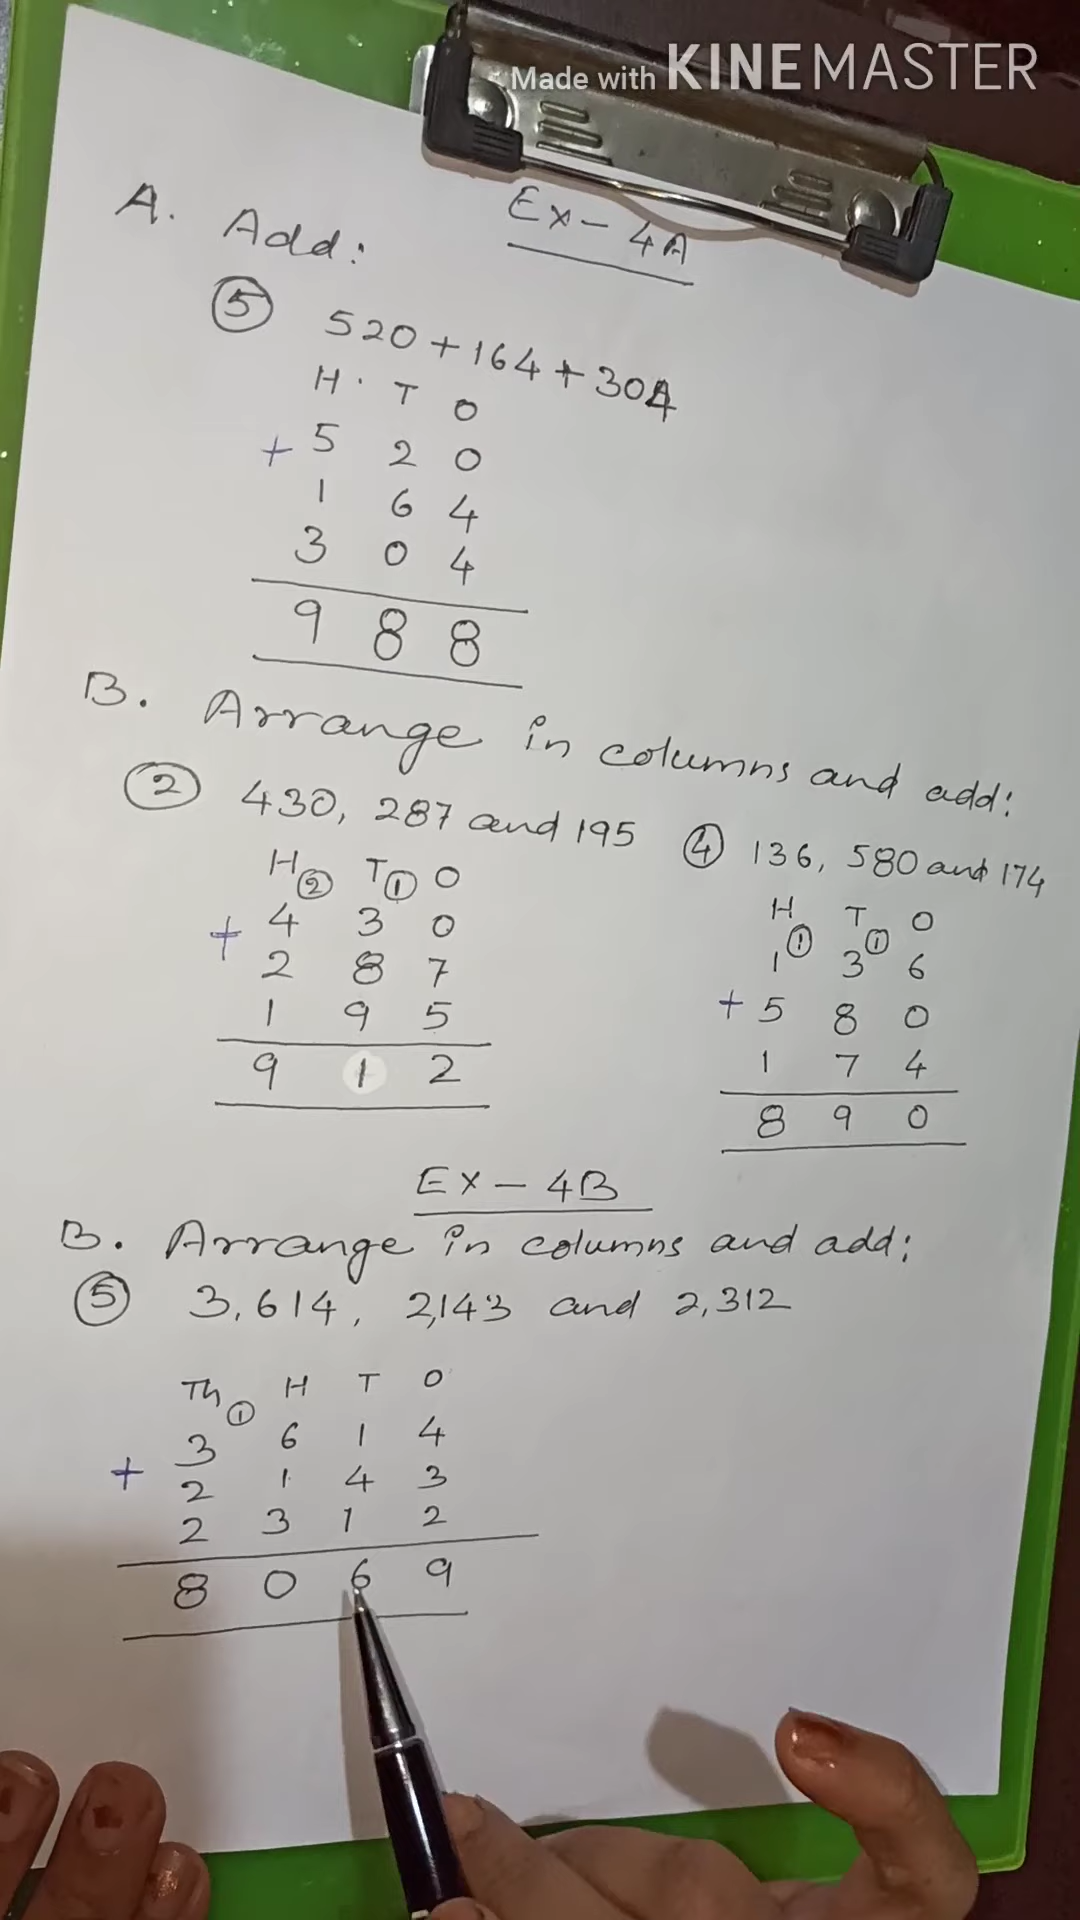 Made with KINEMASTER
Ex - 4A
A. Add:
5 520 + 164 + 304
H . T O
+ 5 2 0
1 6 4
3 0 4
9 8 8
B. Arrange in columns and add:
2 430, 287 and 195
H 2 T 1 O
+ 4 3 0
2 8 7
1 9 5
9 1 2
4 136, 580 and 174
H T O
1 1
1 3 6
+ 5 8 0
1 7 4
8 9 0
Ex - 4B
B. Arrange in columns and add:
5 3,614, 2,143 and 2,312
Th 1 H T O
3 6 1 4
+ 2 1 4 3
2 3 1 2
8 0 6 9